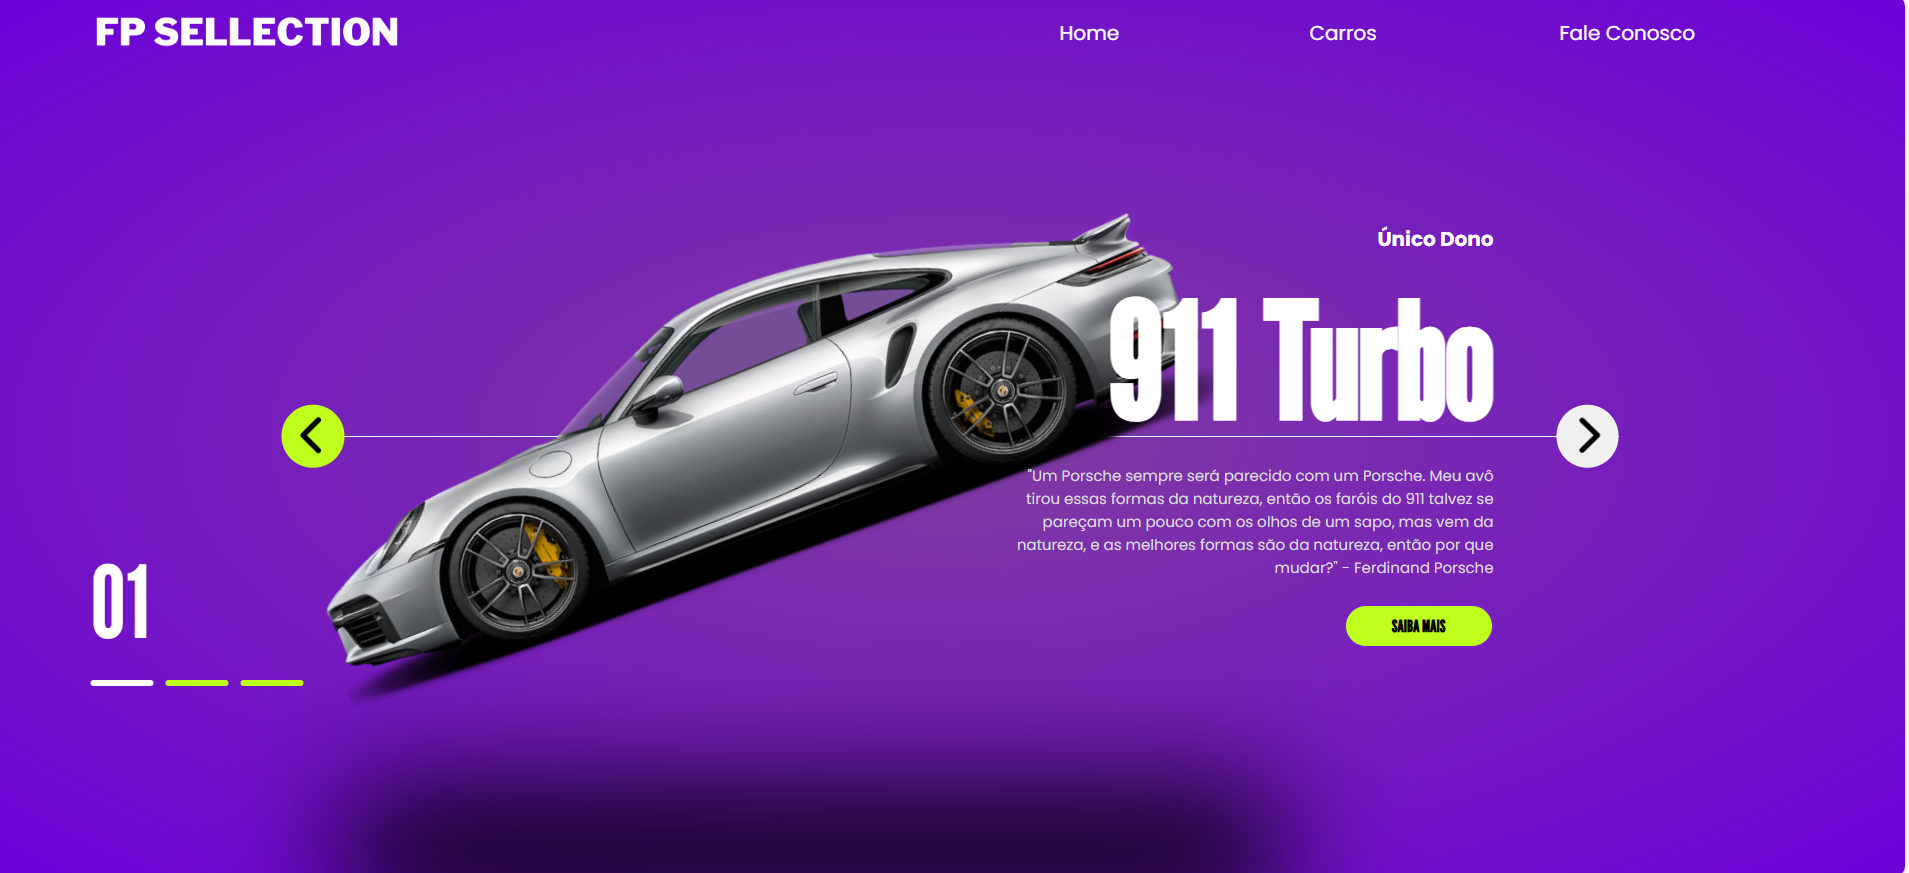 FP SELLECTION
Home
Carros
Fale Conosco
Único Dono
911 Turbo
"Um Porsche sempre será parecido com um Porsche. Meu avô
tirou essas formas da natureza, então os faróis do 911 talvez se
pareçam um pouco com os olhos de um sapo, mas vem da
natureza, e as melhores formas são da natureza, então por que
mudar?" - Ferdinand Porsche
SAIBA MAIS
01